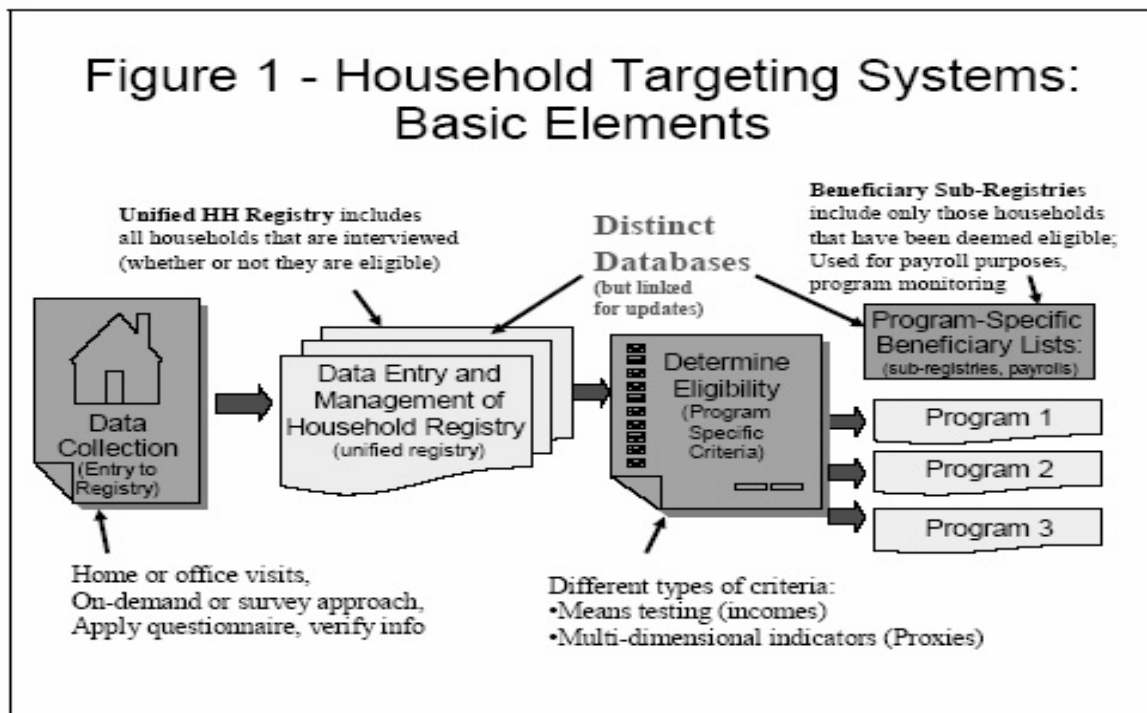 Figure 1 - Household Targeting Systems:
Basic Elements
Unified HH Registry includes
all households that are interviewed
(whether or not they are eligible)
Distinct
Databases
(but linked
for updates)
Beneficiary Sub-Registries
include only those households
that have been deemed eligible;
Used for payroll purposes,
program monitoring
Data
Collection
(Entry to
Registry)
Data Entry and
Management of
Household Registry
(unified registry)
Determine
Eligibility
(Program
Specific
Criteria)
Program-Specific
Beneficiary Lists:
(sub-registries, payrolls)
Program 1
Program 2
Program 3
Home or office visits,
On-demand or survey approach,
Apply questionnaire, verify info
Different types of criteria:
•Means testing (incomes)
•Multi-dimensional indicators (Proxies)